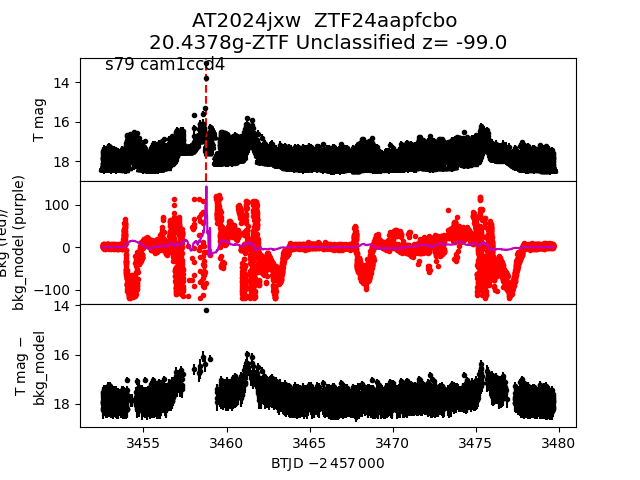 AT2024jxw  ZTF24aapfcbo
20.4378g-ZTF Unclassified z= -99.0
s79 cam1ccd4
14
16
18
T mag
100
0
−100
Bkg (red)/
bkg_model (purple)
14
16
18
T mag −
bkg_model
3455
3460
3465
3470
3475
3480
BTJD −2 457 000